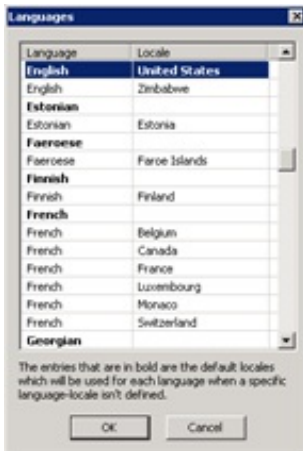 Languages
Language Locale
English United States
English Zimbabwe
Estonian
Estonian Estonia
Faeroese
Faeroese Faroe Islands
Finnish
Finnish Finland
French
French Belgium
French Canada
French France
French Luxembourg
French Monaco
French Switzerland
Georgian
The entries that are in bold are the default locales
which will be used for each language when a specific
language-locale isn't defined.
OK Cancel